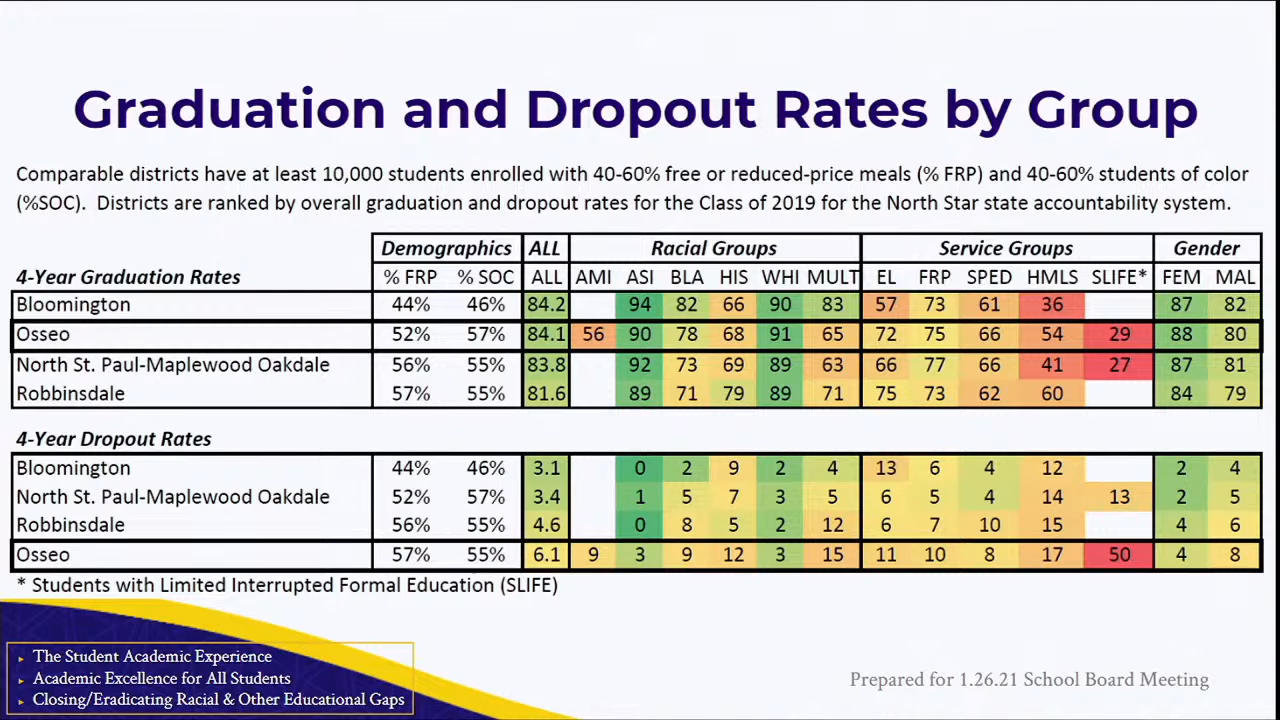 Graduation and Dropout Rates by Group
Comparable districts have at least 10,000 students enrolled with 40-60% free or reduced-price meals (% FRP) and 40-60% students of color
(%SOC). Districts are ranked by overall graduation and dropout rates for the Class of 2019 for the North Star state accountability system.
Demographics ALL Racial Groups Service Groups Gender
4-Year Graduation Rates % FRP % SOC ALL AMI ASI BLA HIS WHI MULT EL FRP SPED HMLS SLIFE* FEM MAL
Bloomington 44% 46% 84.2 94 82 66 90 83 57 73 61 36 87 82
Osseo 52% 57% 84.1 56 90 78 68 91 65 72 75 66 54 29 88 80
North St. Paul-Maplewood Oakdale 56% 55% 83.8 92 73 69 89 63 66 77 66 41 27 87 81
Robbinsdale 57% 55% 81.6 89 71 79 89 71 75 73 62 60 84 79
4-Year Dropout Rates
Bloomington 44% 46% 3.1 0 2 9 2 4 13 6 4 12 2 4
North St. Paul-Maplewood Oakdale 52% 57% 3.4 1 5 7 3 5 6 5 4 14 13 2 5
Robbinsdale 56% 55% 4.6 0 8 5 2 12 6 7 10 15 4 6
Osseo 57% 55% 6.1 9 3 9 12 3 15 11 10 8 17 50 4 8
* Students with Limited Interrupted Formal Education (SLIFE)
The Student Academic Experience
Academic Excellence for All Students
Closing/Eradicating Racial & Other Educational Gaps
Prepared for 1.26.21 School Board Meeting